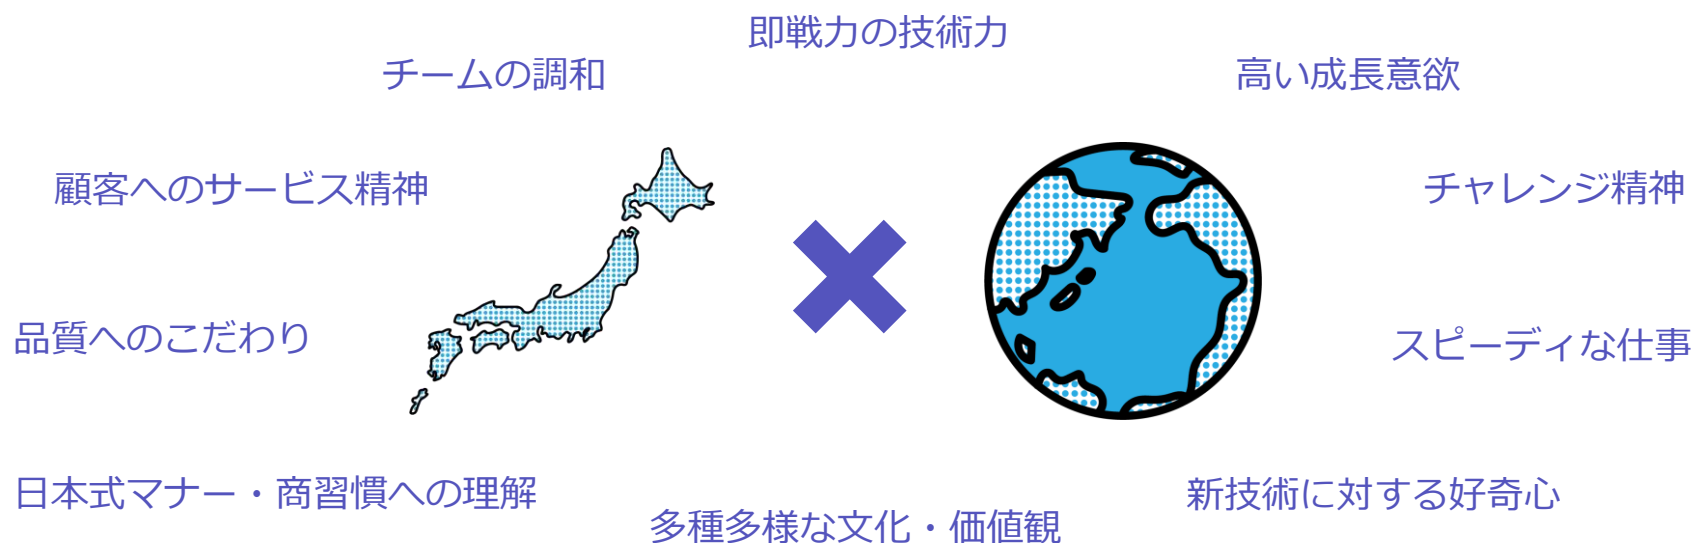 即戦力の技術力
チームの調和
高い成長意欲
顧客へのサービス精神
チャレンジ精神
品質へのこだわり
スピーディな仕事
日本式マナー・商習慣への理解
新技術に対する好奇心
多種多様な文化・価値観